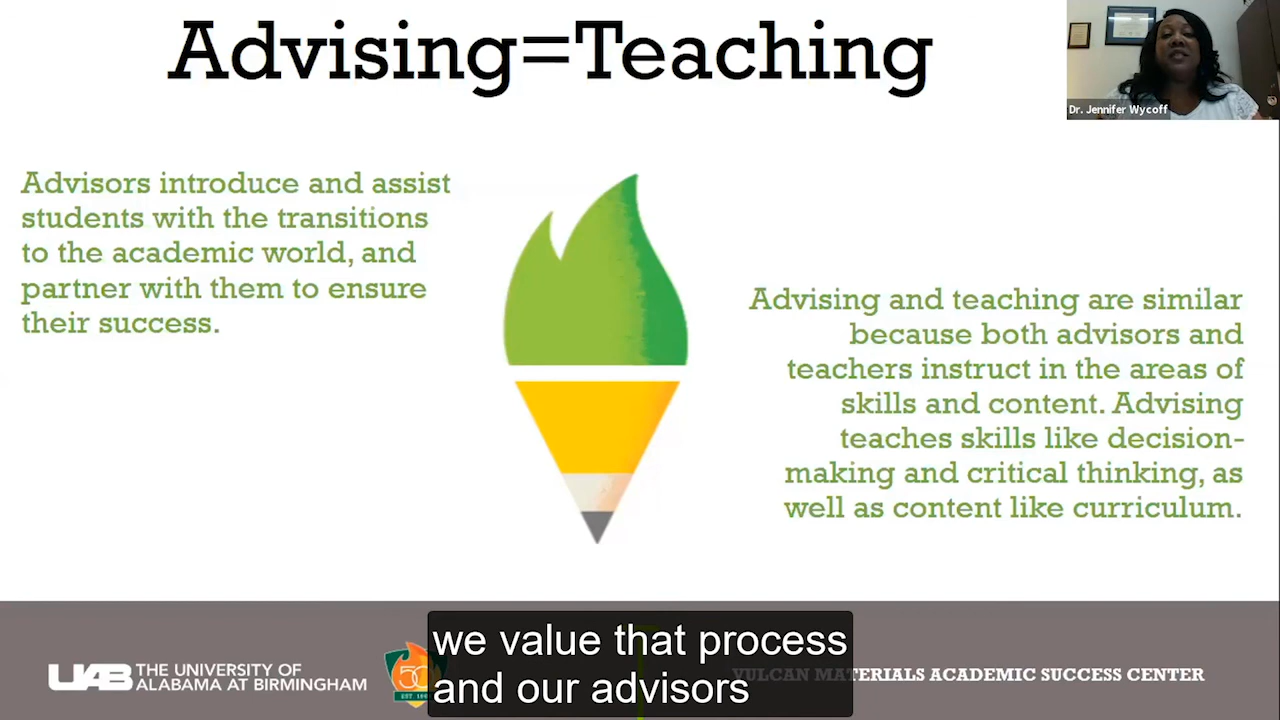 Advising=Teaching
Dr. Jennifer Wycoff
Advisors introduce and assist
students with the transitions
to the academic world, and
partner with them to ensure
their success.
Advising and teaching are similar
because both advisors and
teachers instruct in the areas of
skills and content. Advising
teaches skills like decision-
making and critical thinking, as
well as content like curriculum.
we value that process
and our advisors
UAB THE UNIVERSITY OF
ALABAMA AT BIRMINGHAM
50
EST.
VULCAN MATERIALS ACADEMIC SUCCESS CENTER